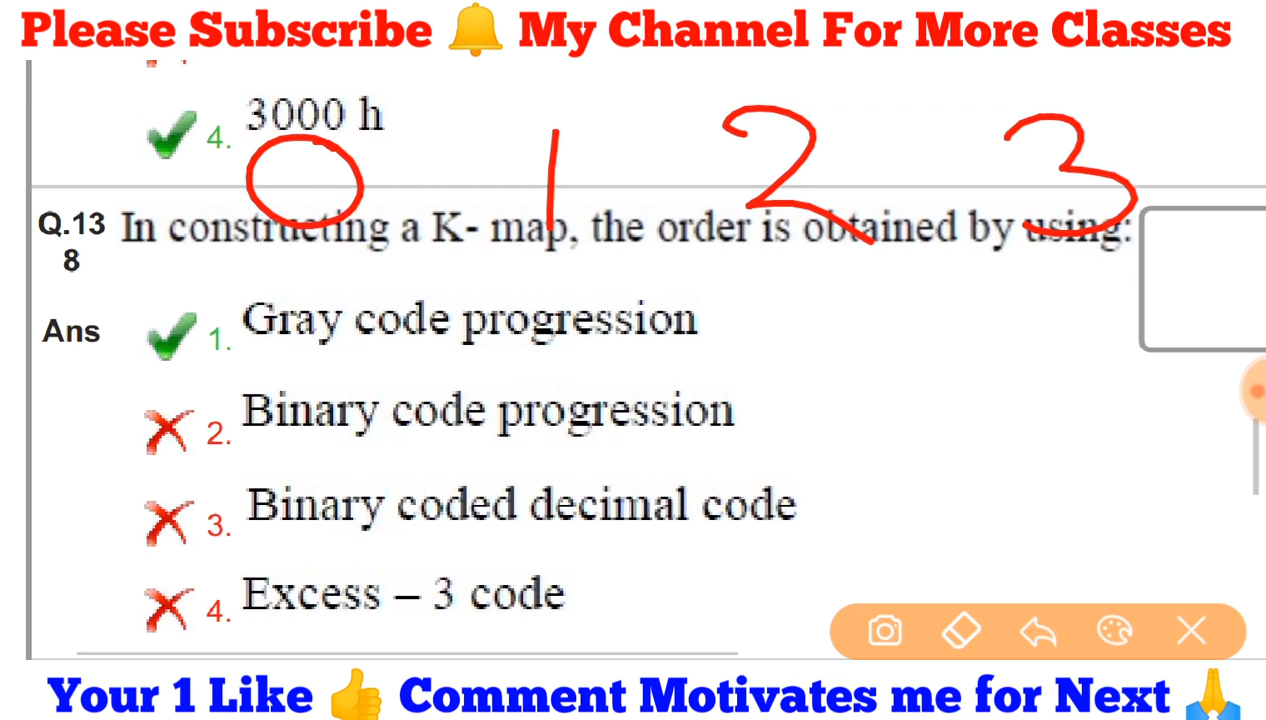 Please Subscribe 🔔 My Channel For More Classes
4. 3000 h
0 1 2 3
Q.13 In constructing a K- map, the order is obtained by using:
8
Ans 1. Gray code progression
2. Binary code progression
3. Binary coded decimal code
4. Excess – 3 code
Your 1 Like 👍 Comment Motivates me for Next 🙏